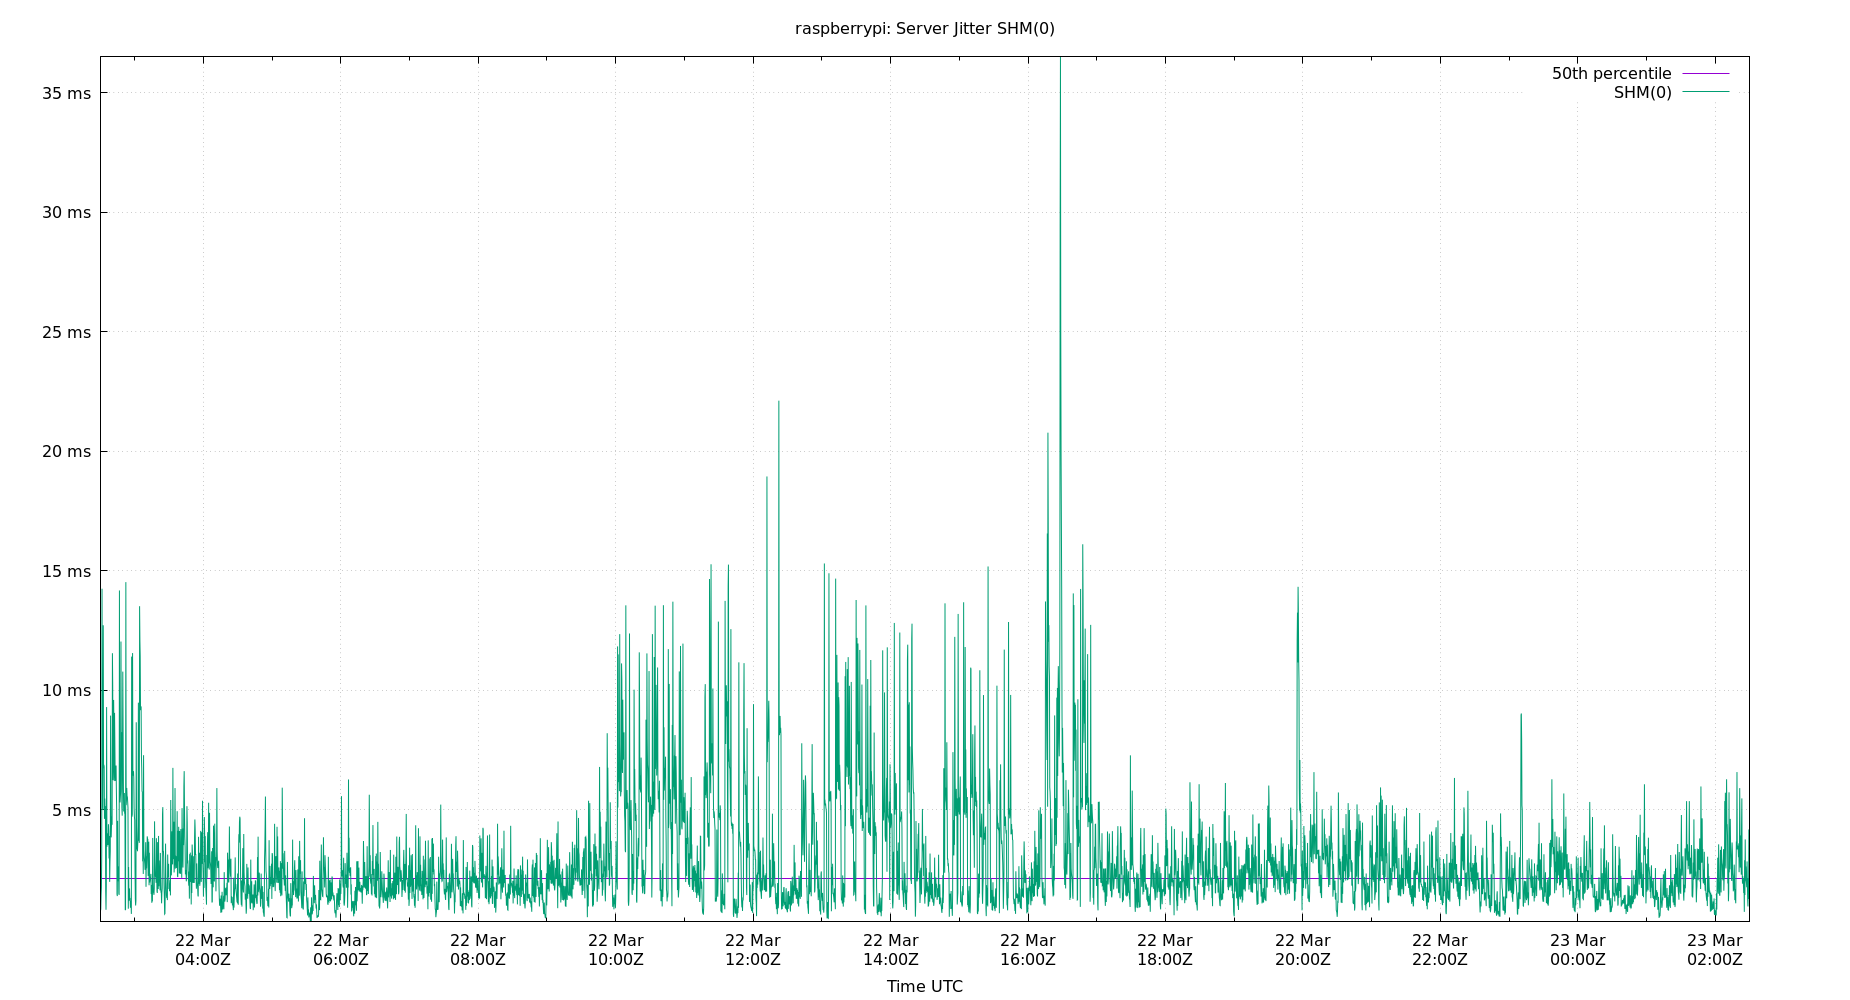 raspberrypi: Server Jitter SHM(0)
50th percentile
SHM(0)
35 ms
30 ms
25 ms
20 ms
15 ms
10 ms
5 ms
22 Mar 22 Mar 22 Mar 22 Mar 22 Mar 22 Mar 22 Mar 22 Mar 22 Mar 22 Mar 23 Mar 23 Mar
04:00Z 06:00Z 08:00Z 10:00Z 12:00Z 14:00Z 16:00Z 18:00Z 20:00Z 22:00Z 00:00Z 02:00Z
Time UTC